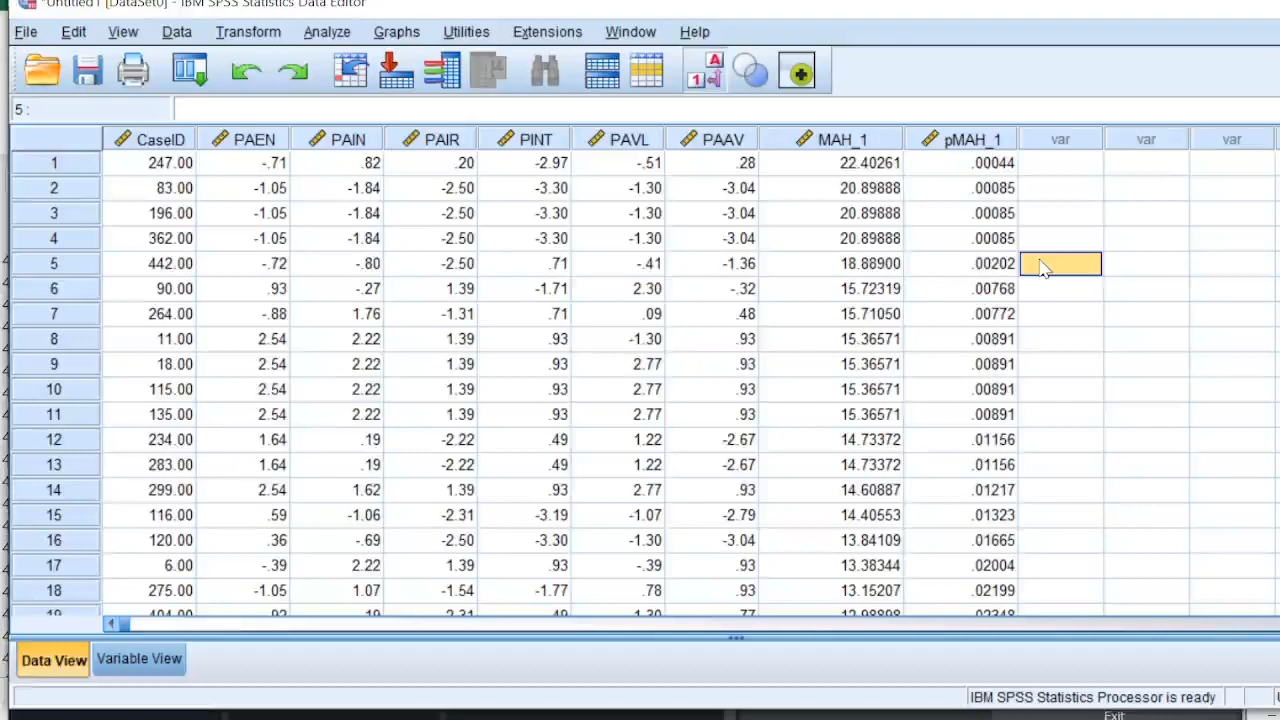 *Untitled1 [DataSet0] - IBM SPSS Statistics Data Editor
File Edit View Data Transform Analyze Graphs Utilities Extensions Window Help
5 :
CaseID PAEN PAIN PAIR PINT PAVL PAAV MAH_1 pMAH_1 var var var
1 247.00 -.71 .82 .20 -2.97 -.51 .28 22.40261 .00044
2 83.00 -1.05 -1.84 -2.50 -3.30 -1.30 -3.04 20.89888 .00085
3 196.00 -1.05 -1.84 -2.50 -3.30 -1.30 -3.04 20.89888 .00085
4 362.00 -1.05 -1.84 -2.50 -3.30 -1.30 -3.04 20.89888 .00085
5 442.00 -.72 -.80 -2.50 .71 -.41 -1.36 18.88900 .00202
6 90.00 .93 -.27 1.39 -1.71 2.30 -.32 15.72319 .00768
7 264.00 -.88 1.76 -1.31 .71 .09 .48 15.71050 .00772
8 11.00 2.54 2.22 1.39 .93 -1.30 .93 15.36571 .00891
9 18.00 2.54 2.22 1.39 .93 2.77 .93 15.36571 .00891
10 115.00 2.54 2.22 1.39 .93 2.77 .93 15.36571 .00891
11 135.00 2.54 2.22 1.39 .93 2.77 .93 15.36571 .00891
12 234.00 1.64 .19 -2.22 .49 1.22 -2.67 14.73372 .01156
13 283.00 1.64 .19 -2.22 .49 1.22 -2.67 14.73372 .01156
14 299.00 2.54 1.62 1.39 .93 2.77 .93 14.60887 .01217
15 116.00 .59 -1.06 -2.31 -3.19 -1.07 -2.79 14.40553 .01323
16 120.00 .36 -.69 -2.50 -3.30 -1.30 -3.04 13.84109 .01665
17 6.00 -.39 2.22 1.39 .93 -.39 .93 13.38344 .02004
18 275.00 -1.05 1.07 -1.54 -1.77 .78 .93 13.15207 .02199
Data View Variable View
IBM SPSS Statistics Processor is ready
Exit